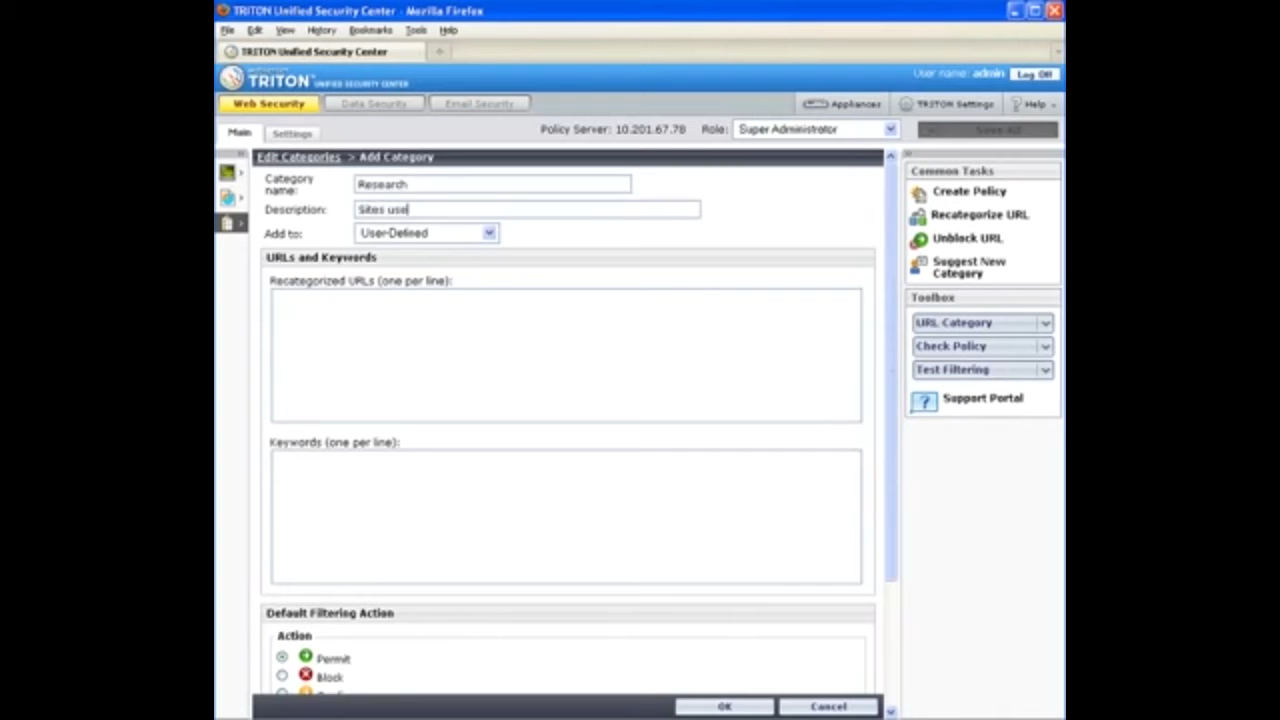 TRITON Unified Security Center - Mozilla Firefox
File Edit View History Bookmarks Tools Help
TRITON Unified Security Center
TRITON UNIFIED SECURITY CENTER
User name: admin Log Off
Web Security Data Security Email Security Appliances TRITON Settings Help
Main Settings Policy Server: 10.201.67.78 Role: Super Administrator Save All
Edit Categories > Add Category
Category name: Research
Description: Sites use
Add to: User-Defined
URLs and Keywords
Recategorized URLs (one per line):
Keywords (one per line):
Default Filtering Action
Action
Permit
Block
OK Cancel
Common Tasks
Create Policy
Recategorize URL
Unblock URL
Suggest New
Category
Toolbox
URL Category
Check Policy
Test Filtering
Support Portal